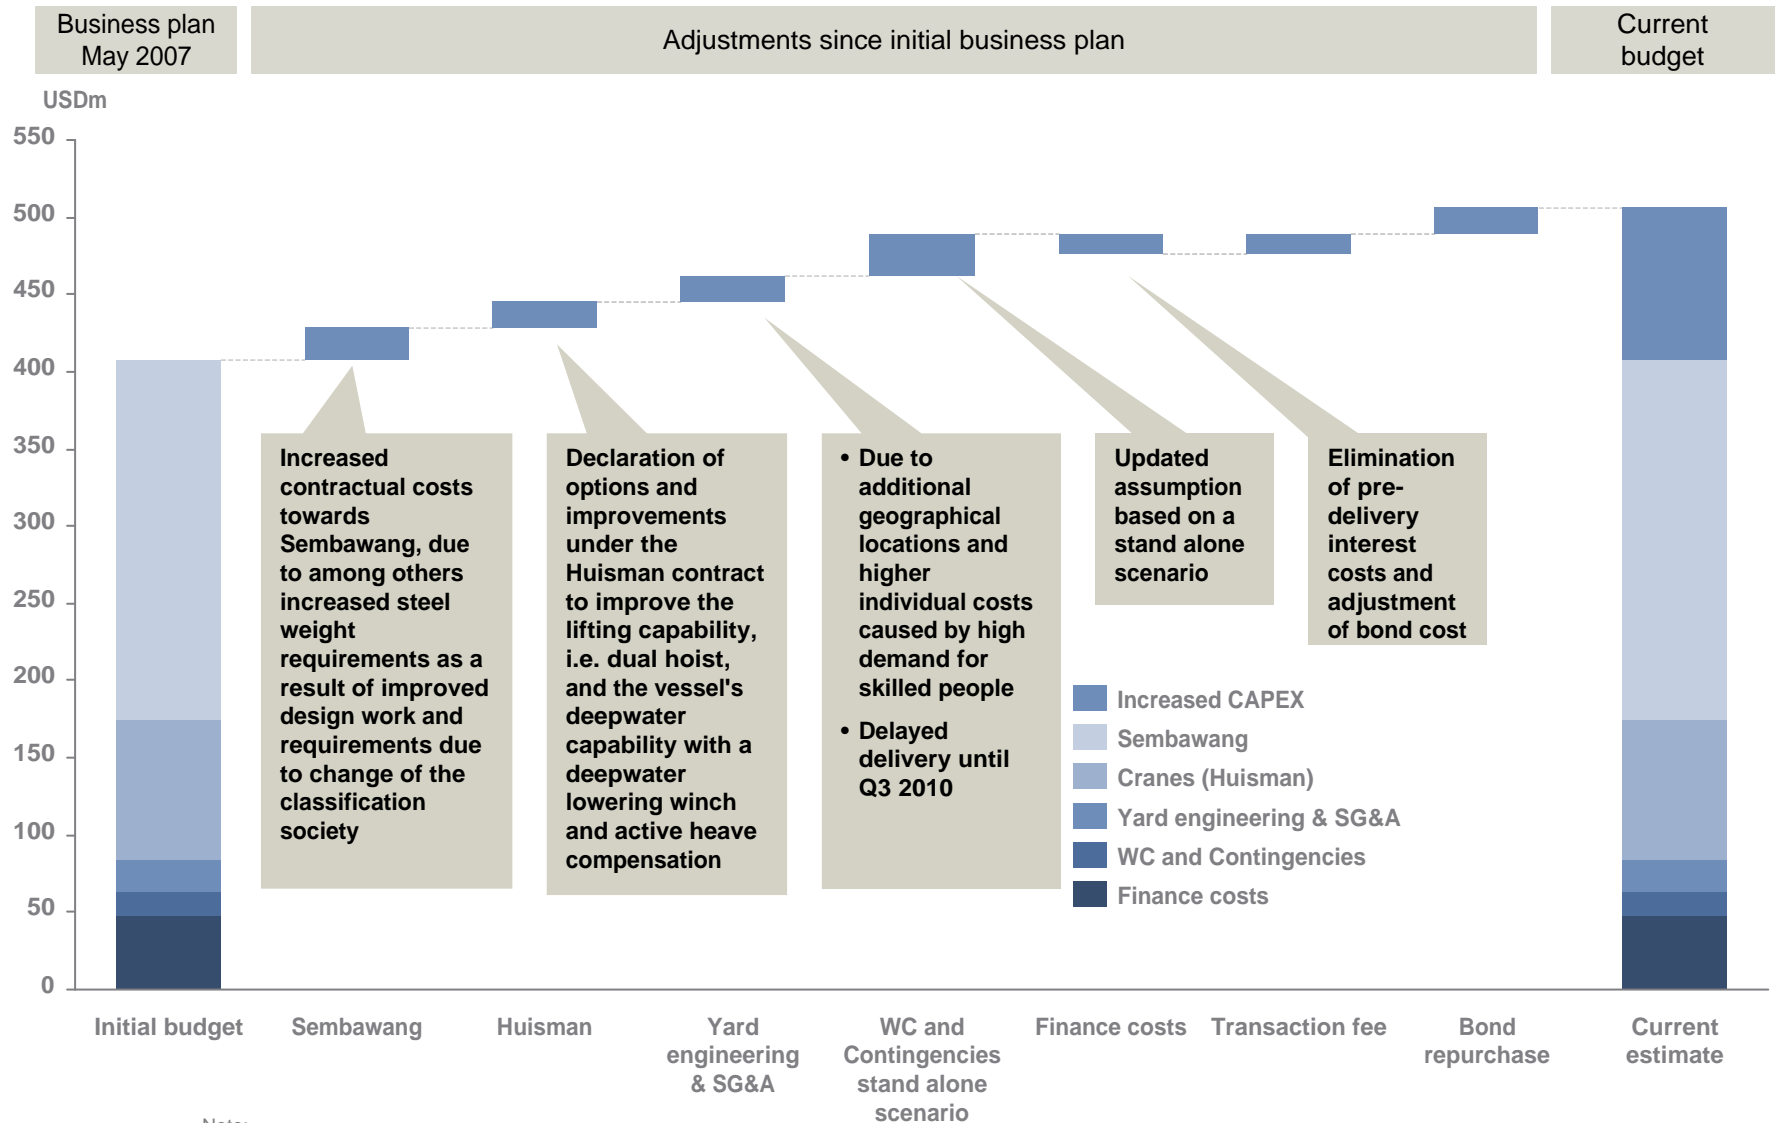 Business plan
May 2007
Adjustments since initial business plan
Current
budget
USDm
550
500
450
400
350
300
250
200
150
100
50
0
Increased
contractual costs
towards
Sembawang, due
to among others
increased steel
weight
requirements as a
result of improved
design work and
requirements due
to change of the
classification
society
Declaration of
options and
improvements
under the
Huisman contract
to improve the
lifting capability,
i.e. dual hoist,
and the vessel's
deepwater
capability with a
deepwater
lowering winch
and active heave
compensation
• Due to
additional
geographical
locations and
higher
individual costs
caused by high
demand for
skilled people
• Delayed
delivery until
Q3 2010
Updated
assumption
based on a
stand alone
scenario
Elimination
of pre-
delivery
interest
costs and
adjustment
of bond cost
Increased CAPEX
Sembawang
Cranes (Huisman)
Yard engineering & SG&A
WC and Contingencies
Finance costs
Initial budget
Sembawang
Huisman
Yard
engineering
& SG&A
WC and
Contingencies
stand alone
scenario
Finance costs
Transaction fee
Bond
repurchase
Current
estimate